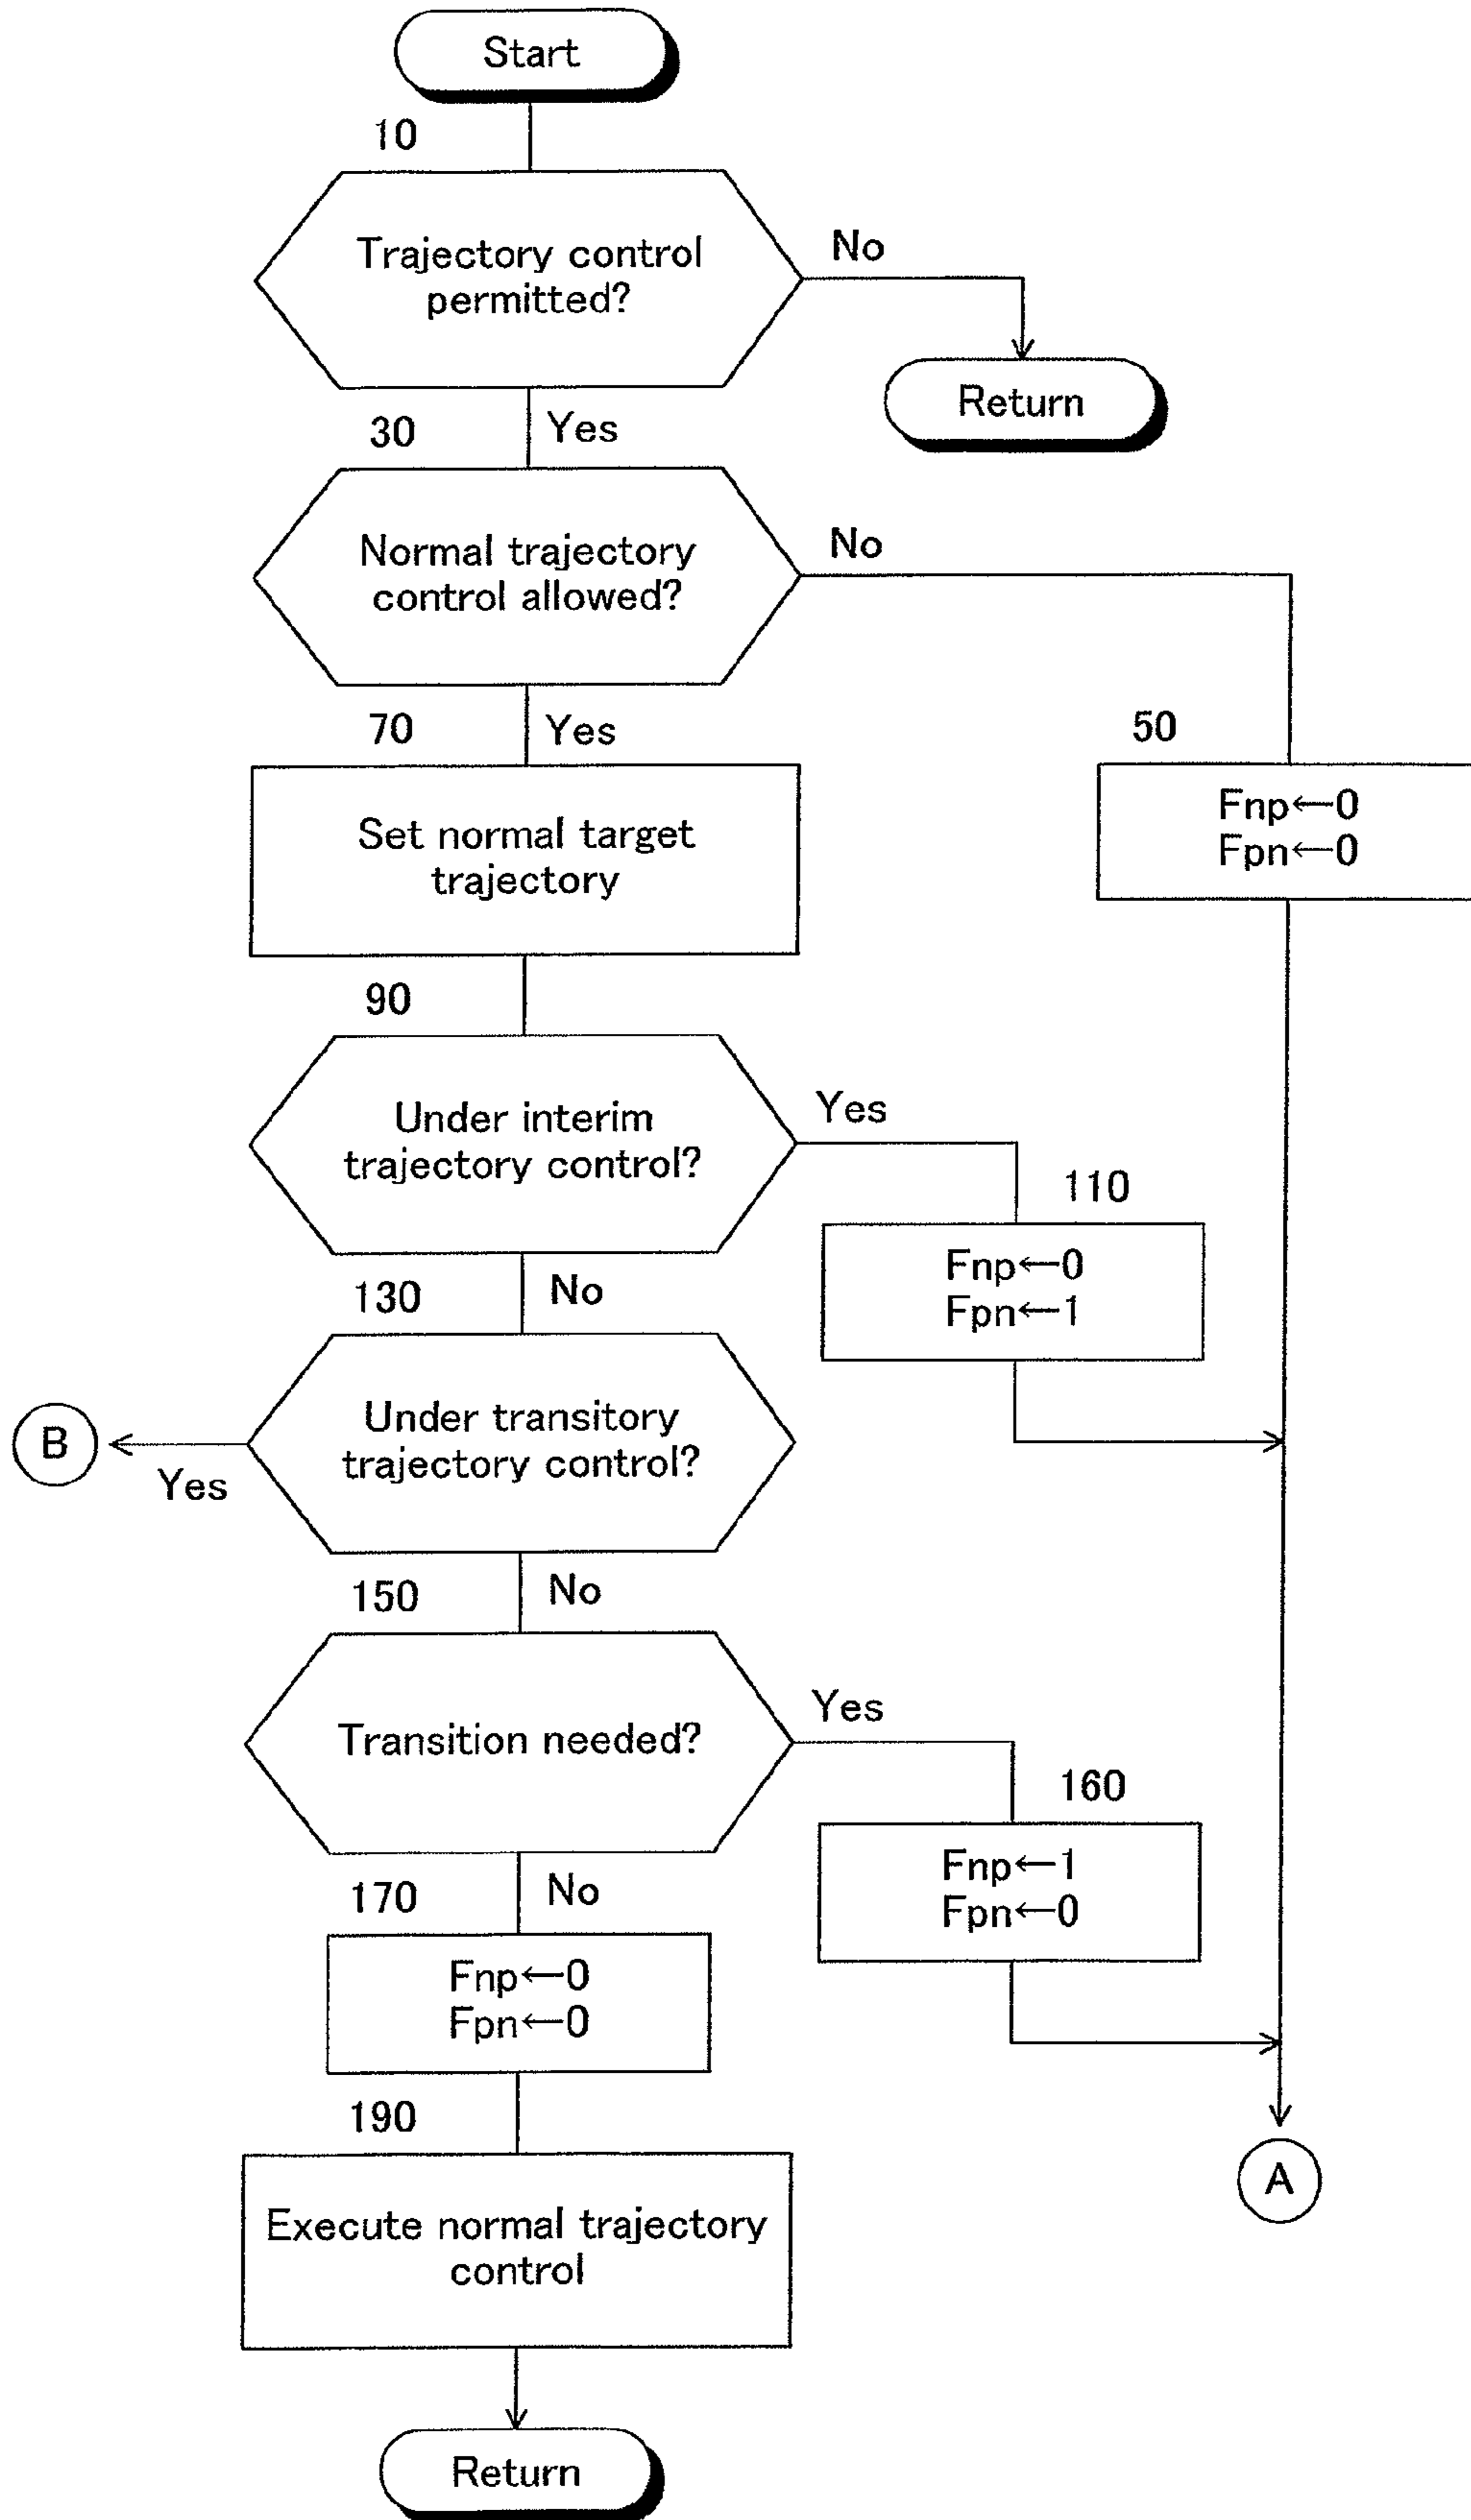 Start
10
Trajectory control
permitted?
No
Return
30
Yes
Normal trajectory
control allowed?
No
70
Yes
50
Set normal target
trajectory
Fnp←0
Fpn←0
90
Under interim
trajectory control?
Yes
110
Fnp←0
Fpn←1
130
No
Under transitory
trajectory control?
B
Yes
150
No
Transition needed?
Yes
160
Fnp←1
Fpn←0
170
No
Fnp←0
Fpn←0
190
A
Execute normal trajectory
control
Return